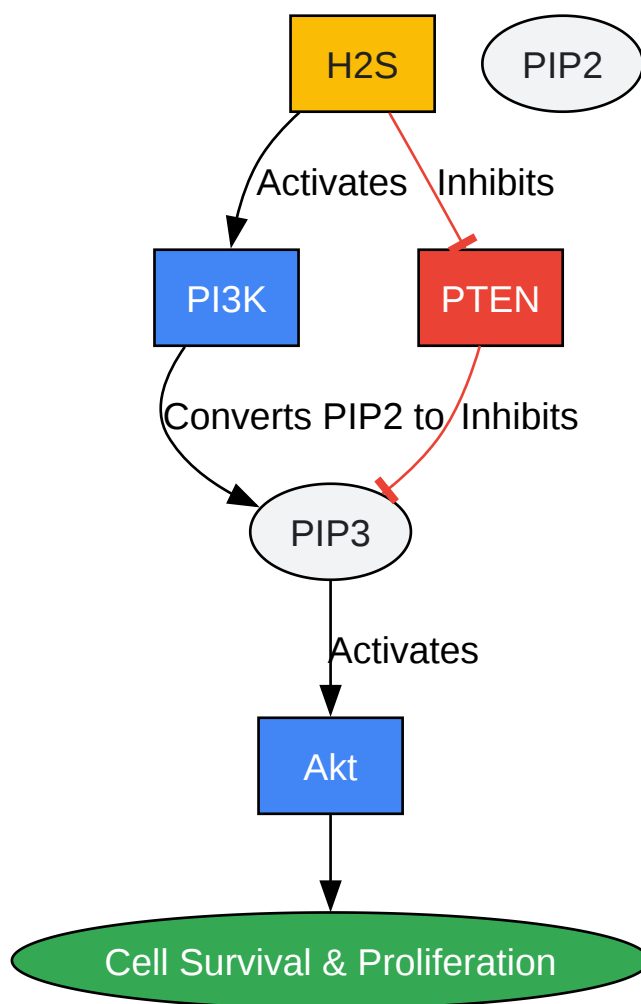 H2S
PIP2
Activates
Inhibits
PI3K
PTEN
Converts PIP2 to
Inhibits
PIP3
Activates
Akt
Cell Survival & Proliferation